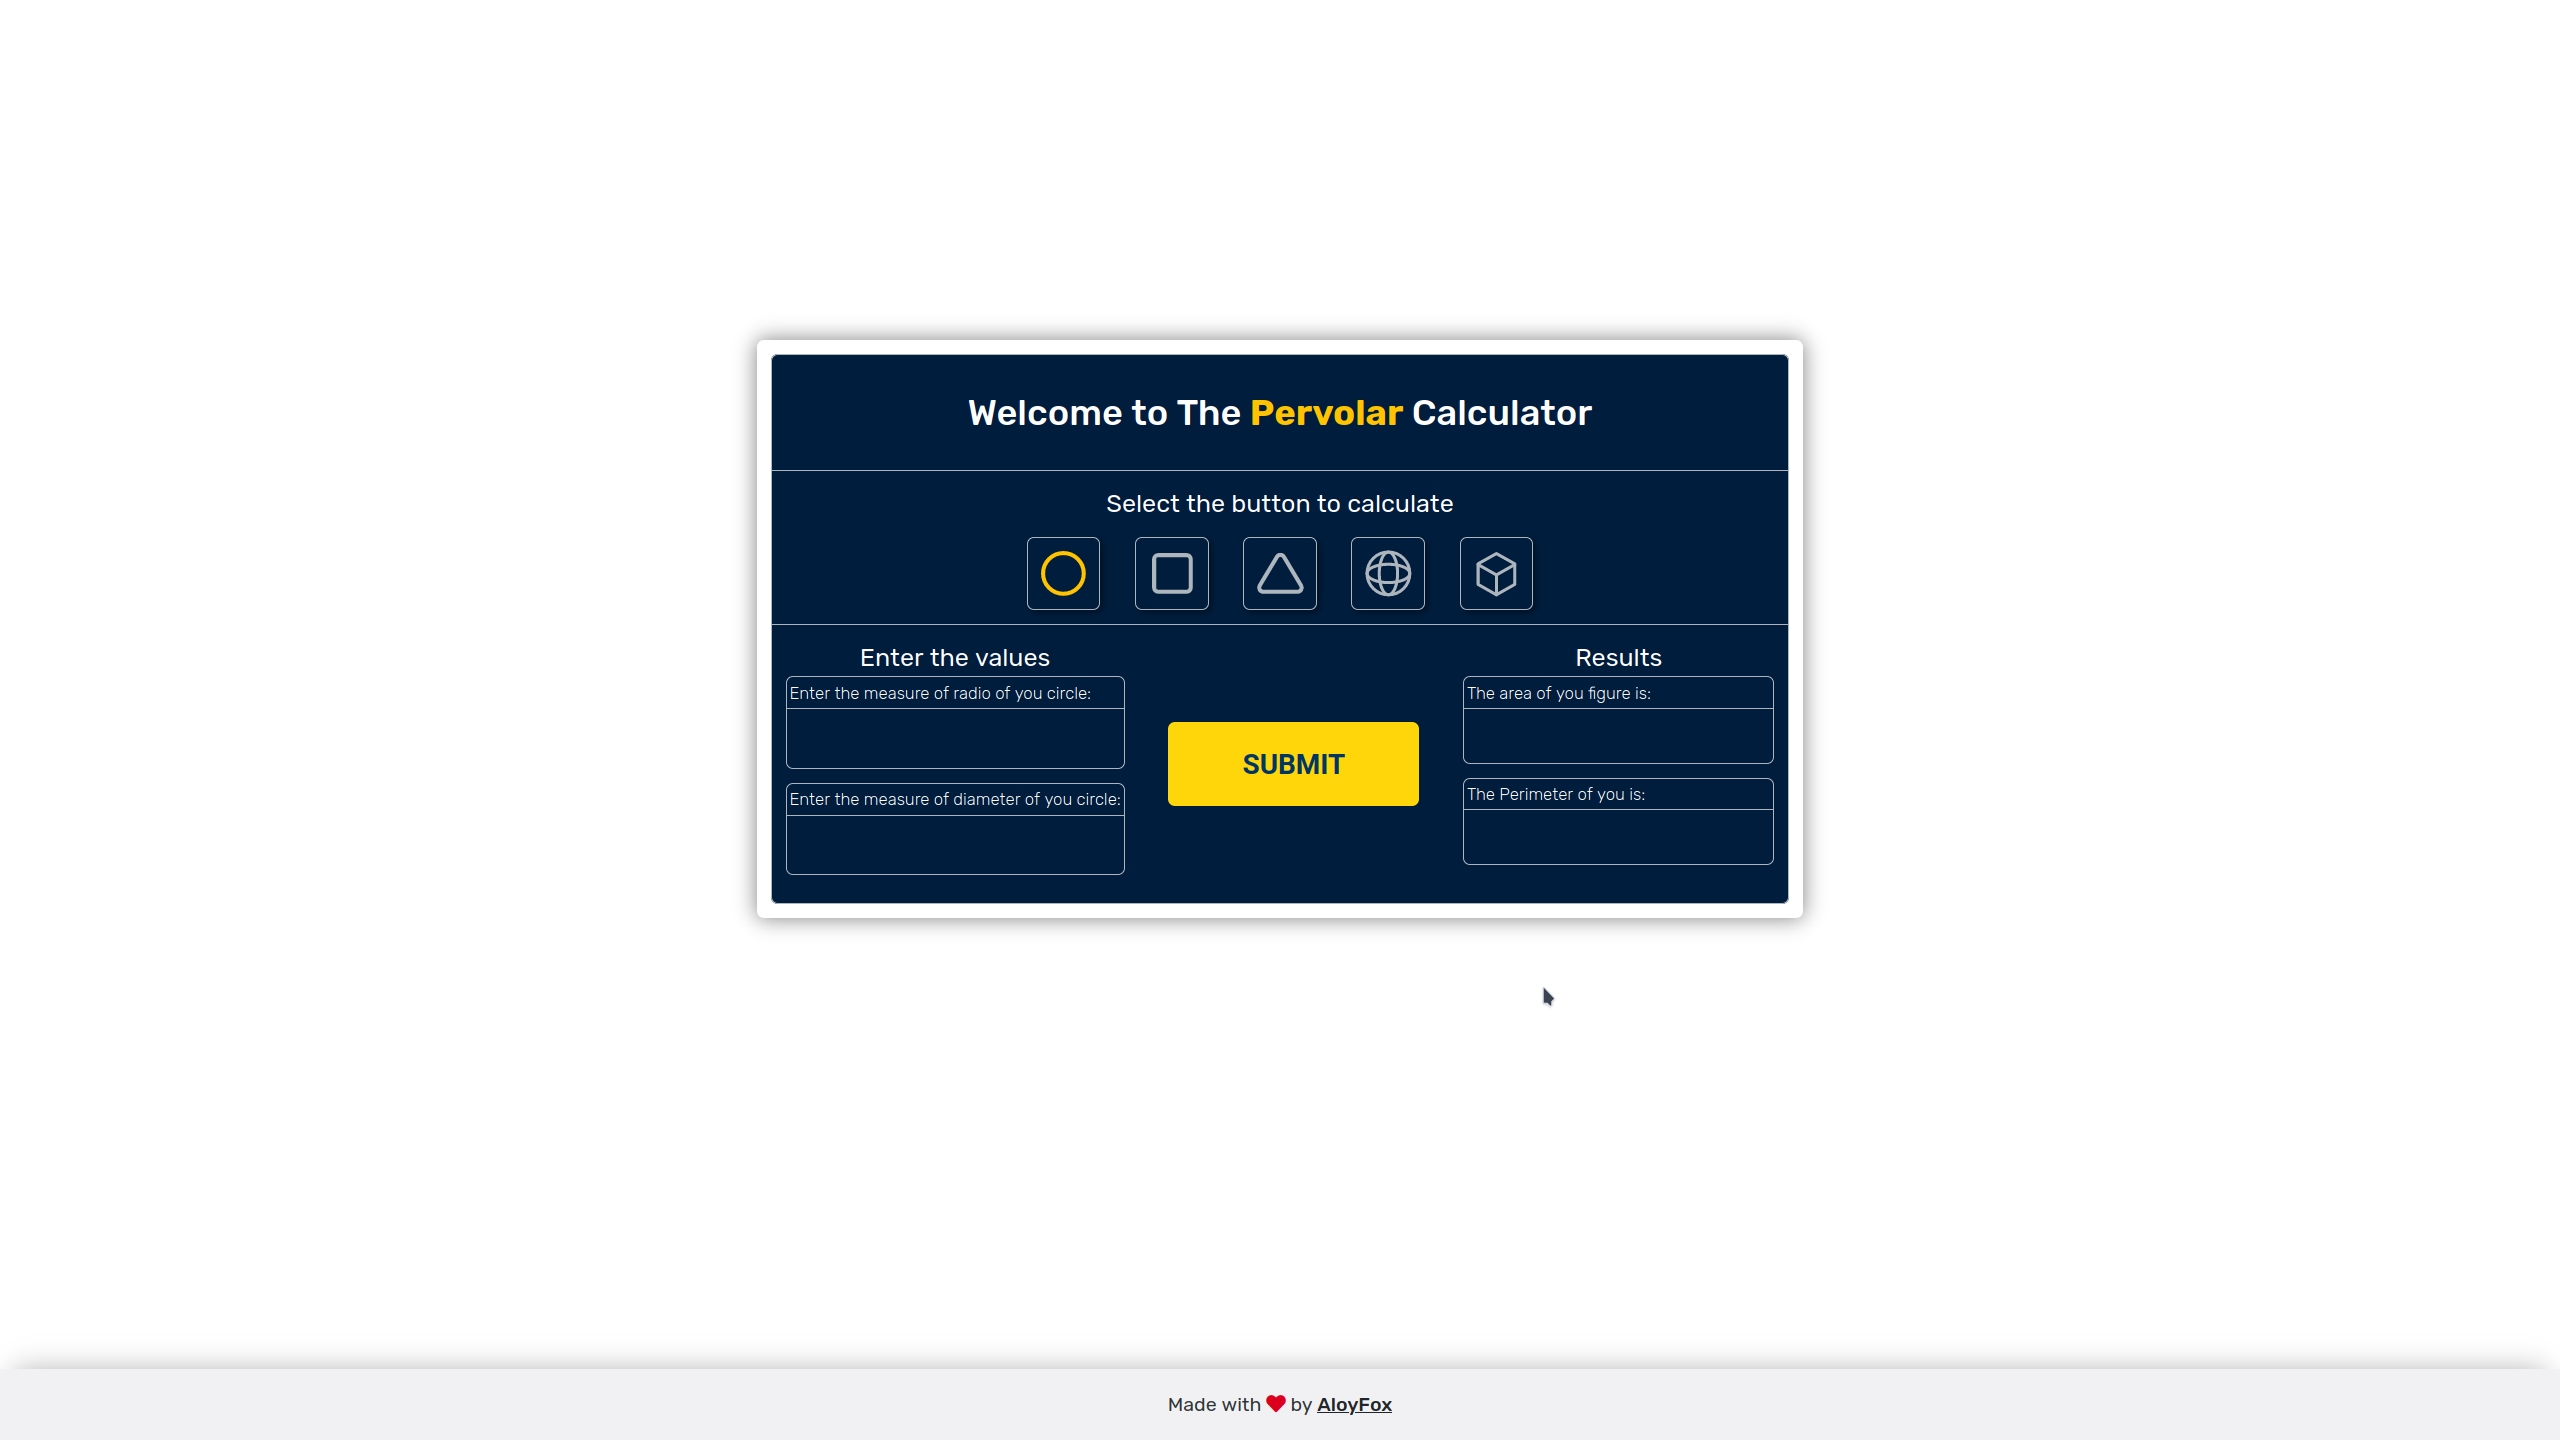 Welcome to The Pervolar Calculator
Select the button to calculate
Enter the values
Enter the measure of radio of you circle:
Enter the measure of diameter of you circle:
SUBMIT
Results
The area of you figure is:
The Perimeter of you is:
Made with ❤ by AloyFox